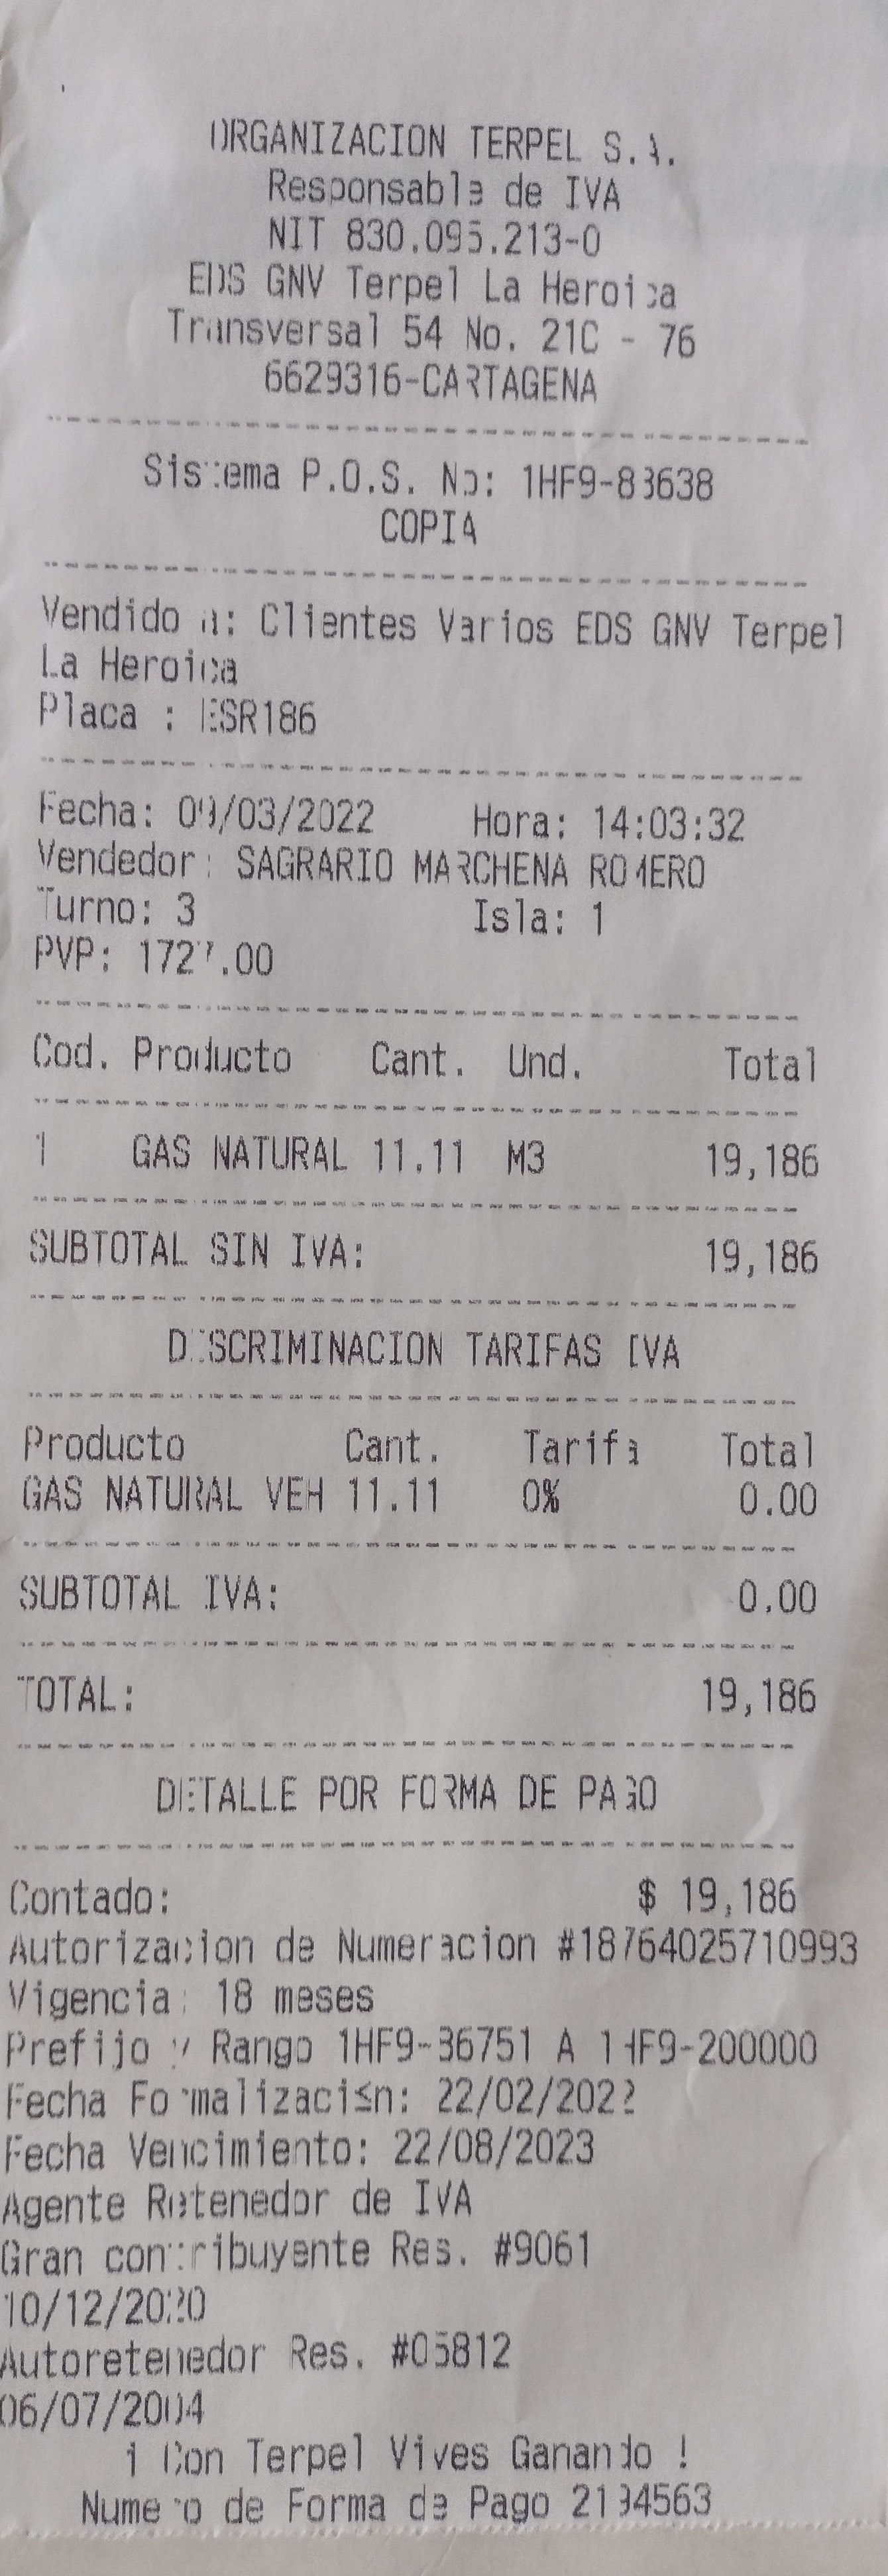 ORGANIZACION TERPEL S.A.
Responsable de IVA
NIT 830.095.213-0
EDS GNV Terpel La Heroica
Transversal 54 No. 21C - 76
6629316-CARTAGENA
Sistema P.O.S. No: 1HF9-83638
COPIA
Vendido a: Clientes Varios EDS GNV Terpel
La Heroica
Placa : ESR186
Fecha: 09/03/2022 Hora: 14:03:32
Vendedor: SAGRARIO MARCHENA ROMERO
Turno: 3 Isla: 1
PVP: 1727.00
Cod. Producto Cant. Und. Total
1 GAS NATURAL 11.11 M3 19,186
SUBTOTAL SIN IVA: 19,186
DISCRIMINACION TARIFAS IVA
Producto Cant. Tarifa Total
GAS NATURAL VEH 11.11 0% 0.00
SUBTOTAL IVA: 0.00
TOTAL: 19,186
DETALLE POR FORMA DE PAGO
Contado: $ 19,186
Autorizacion de Numeracion #18764025710993
Vigencia: 18 meses
Prefijo y Rango A 1HF9-200000
Fecha Formalizaci≤n: 22/02/2022
Fecha Vencimiento: 22/08/2023
Agente Retenedor de IVA
Gran contribuyente Res. #9061
10/12/2020
Autoretenedor Res. #05812
06/07/2004
¡ Con Terpel Vives Ganando !
Numero de Forma de Pago 2194563